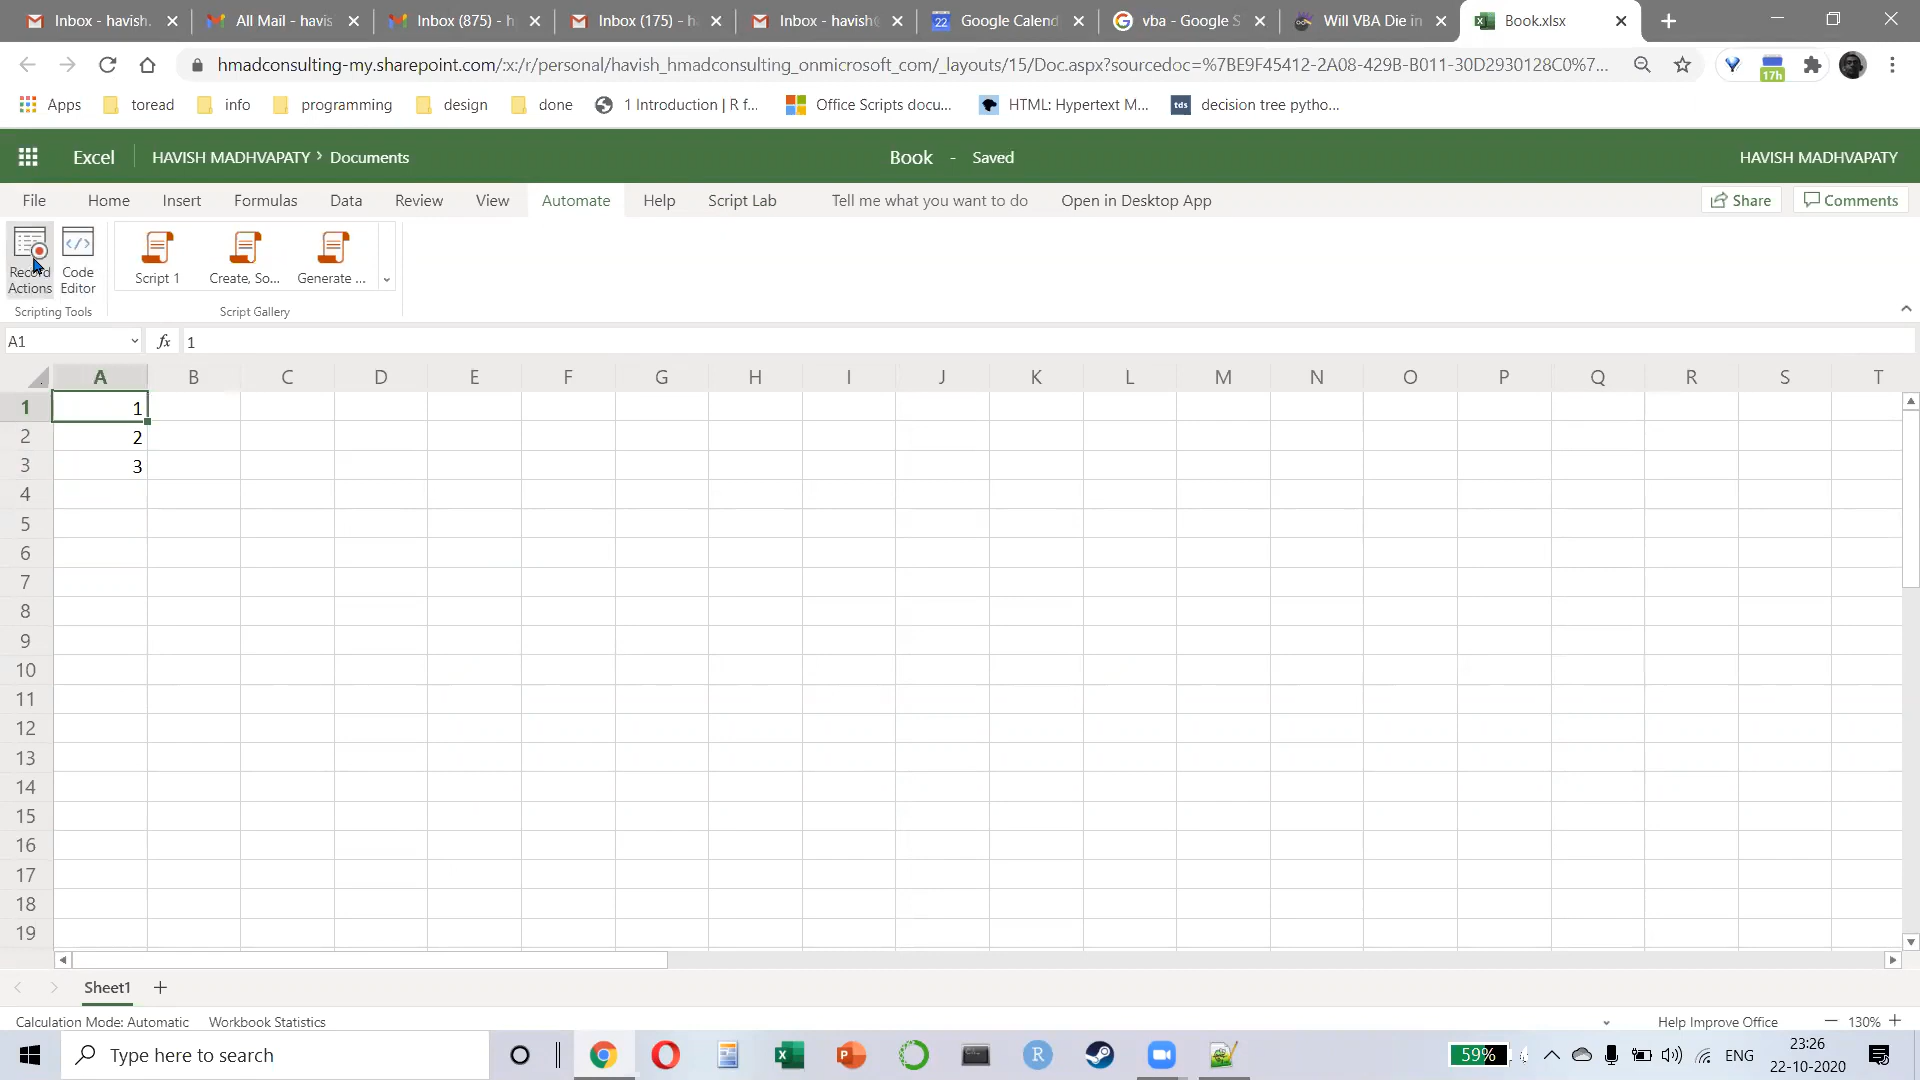 Inbox - havish.
All Mail - havis
Inbox (875) - h
Inbox (175) - h
Inbox - havish@
Google Calend
vba - Google S
Will VBA Die in
Book.xlsx
hmadconsulting-my.sharepoint.com/:x:/r/personal/havish_hmadconsulting_onmicrosoft_com/_layouts/15/Doc.aspx?sourcedoc=%7BE9F45412-2A08-429B-B011-30D2930128C0%7...
17h
Apps toread info programming design done 1 Introduction | R f... Office Scripts docu... HTML: Hypertext M... tds decision tree pytho...
Excel HAVISH MADHVAPATY > Documents Book - Saved HAVISH MADHVAPATY
File Home Insert Formulas Data Review View Automate Help Script Lab Tell me what you want to do Open in Desktop App Share Comments
Record Actions
Code Editor
Script 1
Create, So...
Generate ...
Scripting Tools
Script Gallery
A1 fx 1
A B C D E F G H I J K L M N O P Q R S T
1 1
2 2
3 3
4
5
6
7
8
9
10
11
12
13
14
15
16
17
18
19
Sheet1
Calculation Mode: Automatic Workbook Statistics Help Improve Office 130%
Type here to search
59%
ENG
23:26
22-10-2020